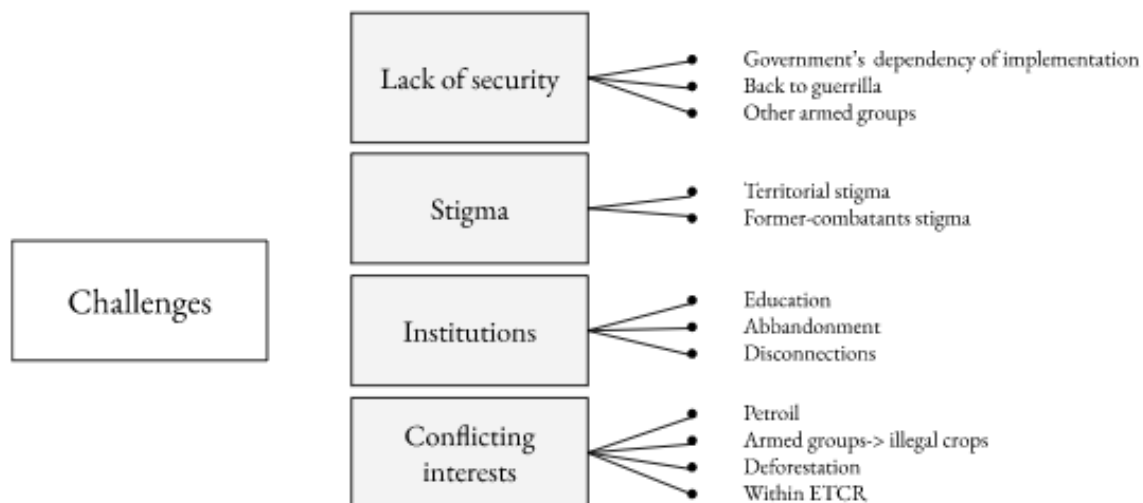 Challenges
Lack of security
Government's dependency of implementation
Back to guerrilla
Other armed groups
Stigma
Territorial stigma
Former-combatants stigma
Institutions
Education
Abbandonment
Disconnections
Conflicting
interests
Petroil
Armed groups-> illegal crops
Deforestation
Within ETCR